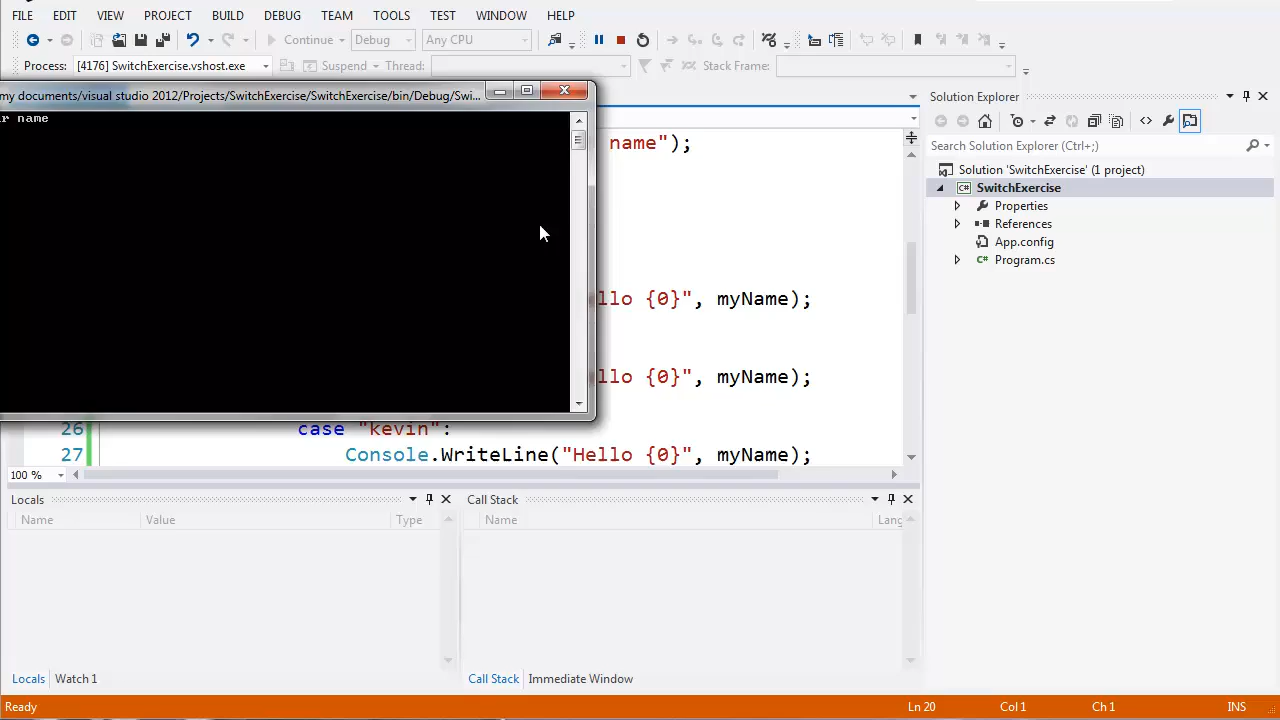 FILE EDIT VIEW PROJECT BUILD DEBUG TEAM TOOLS TEST WINDOW HELP
Continue Debug Any CPU
Process: [4176] SwitchExercise.vshost.exe Suspend Thread: Stack Frame:
my documents/visual studio 2012/Projects/SwitchExercise/SwitchExercise/bin/Debug/Swi...
r name
name");
llo {0}", myName);
llo {0}", myName);
26 case "kevin":
27 Console.WriteLine("Hello {0}", myName);
100 %
Solution Explorer
Search Solution Explorer (Ctrl+;)
Solution 'SwitchExercise' (1 project)
SwitchExercise
Properties
References
App.config
Program.cs
Locals
Name Value Type
Locals Watch 1
Call Stack
Name Lang
Call Stack Immediate Window
Ready Ln 20 Col 1 Ch 1 INS